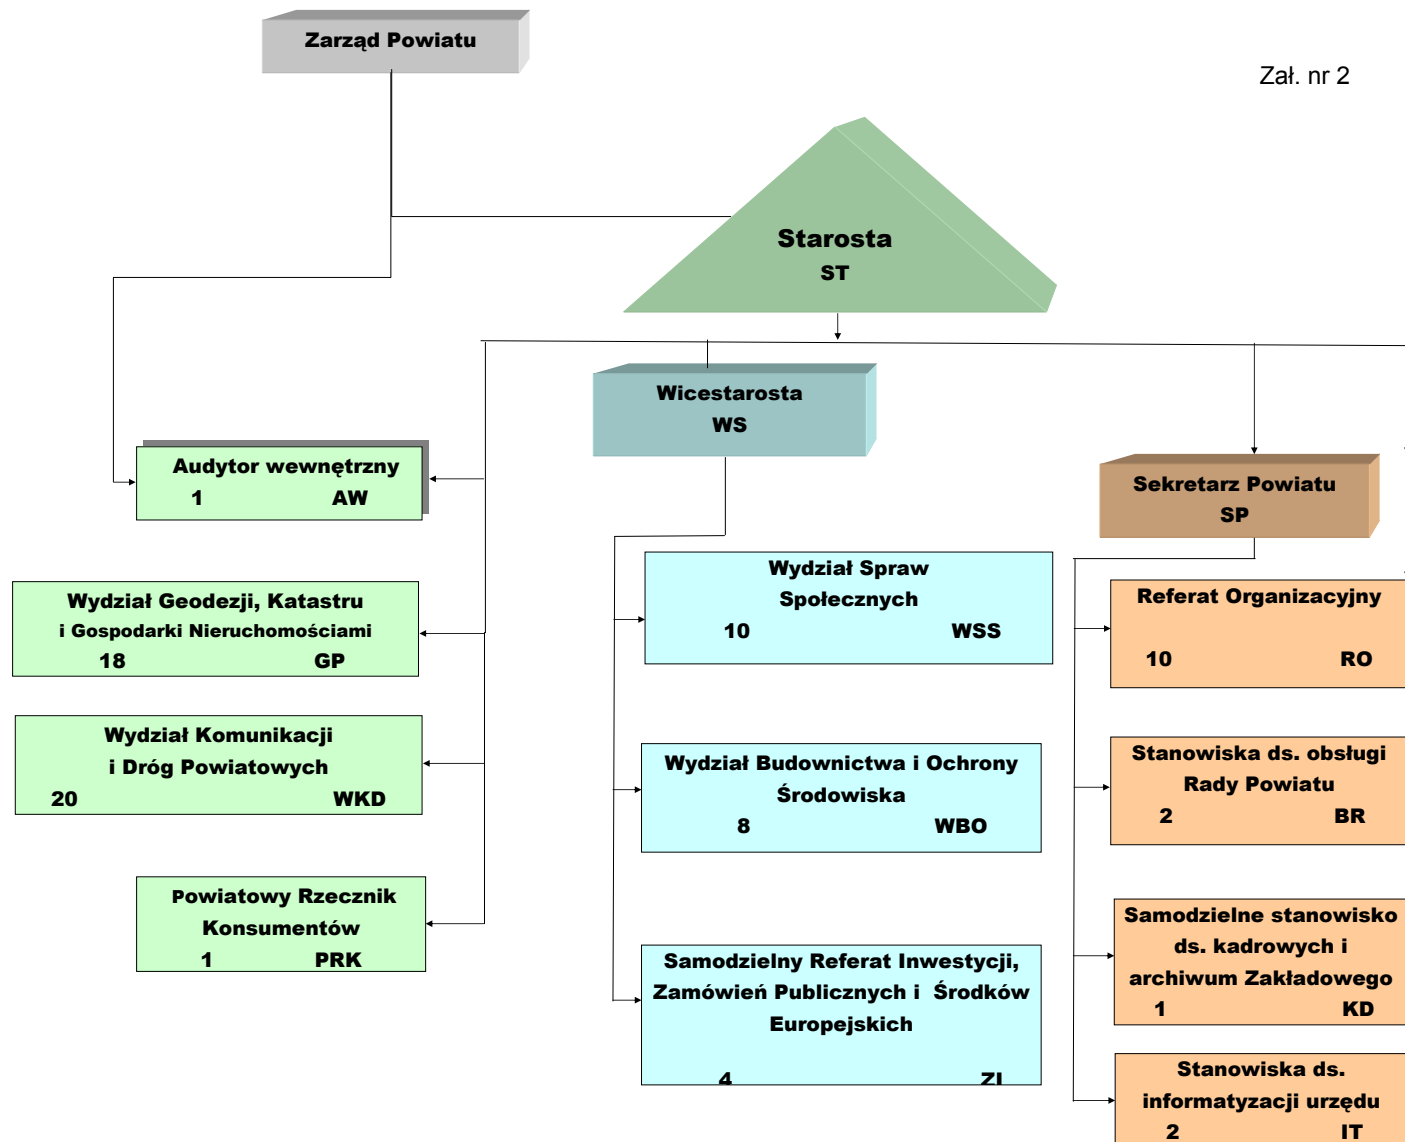 Zarząd Powiatu
Zał. nr 2
Starosta
ST
Wicestarosta
WS
Audytor wewnętrzny
1 AW
Sekretarz Powiatu
SP
Wydział Geodezji, Katastru
i Gospodarki Nieruchomościami
18 GP
Wydział Komunikacji
i Dróg Powiatowych
20 WKD
Powiatowy Rzecznik
Konsumentów
1 PRK
Wydział Spraw
Społecznych
10 WSS
Wydział Budownictwa i Ochrony
Środowiska
8 WBO
Samodzielny Referat Inwestycji,
Zamówień Publicznych i Środków
Europejskich
4 ZI
Referat Organizacyjny
10 RO
Stanowiska ds. obsługi
Rady Powiatu
2 BR
Samodzielne stanowisko
ds. kadrowych i
archiwum Zakładowego
1 KD
Stanowiska ds.
informatyzacji urzędu
2 IT